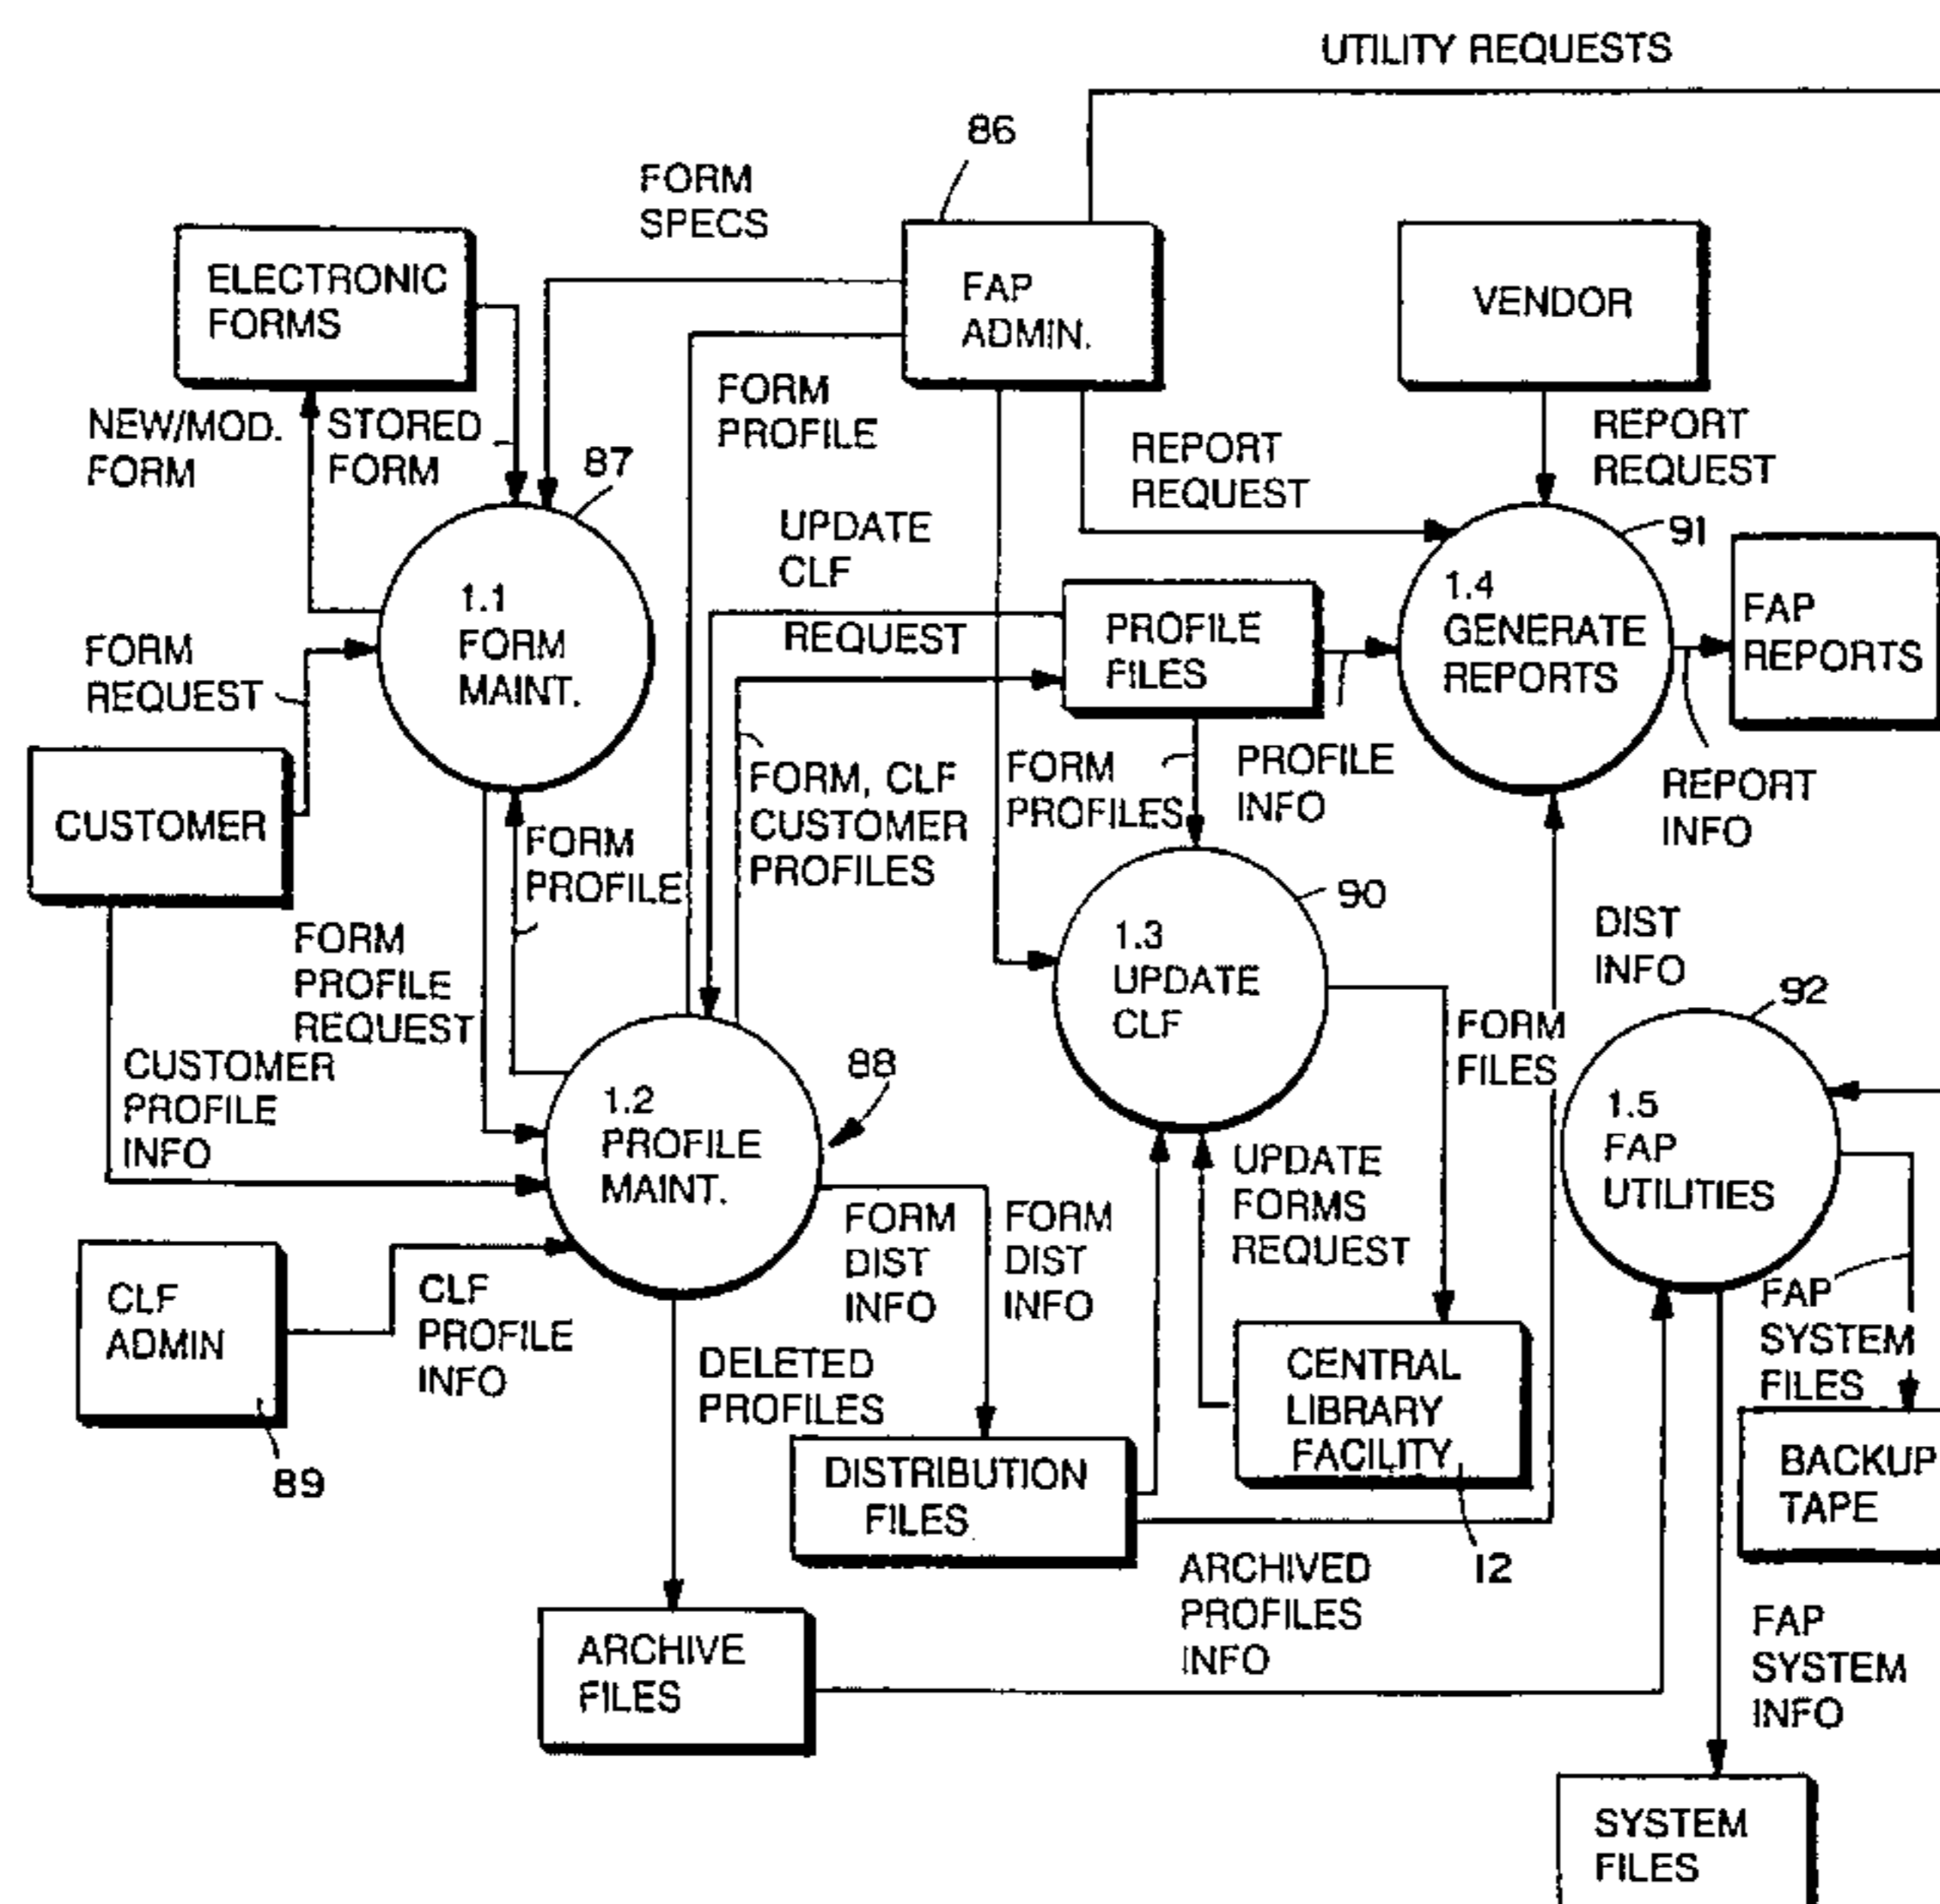 UTILITY REQUESTS
86
FORM
SPECS
ELECTRONIC
FORMS
FAP
ADMIN.
VENDOR
NEW/MOD.
FORM
STORED
FORM
87
FORM
PROFILE
REPORT
REQUEST
REPORT
REQUEST
UPDATE
CLF
REQUEST
91
1.1
FORM
MAINT.
PROFILE
FILES
1.4
GENERATE
REPORTS
FAP
REPORTS
FORM
REQUEST
CUSTOMER
FORM
PROFILE
FORM, CLF
CUSTOMER
PROFILES
FORM
PROFILES
PROFILE
INFO
REPORT
INFO
90
FORM
PROFILE
REQUEST
1.3
UPDATE
CLF
DIST
INFO
92
FORM
FILES
CUSTOMER
PROFILE
INFO
88
1.2
PROFILE
MAINT.
1.5
FAP
UTILITIES
UPDATE
FORMS
REQUEST
FORM
DIST
INFO
FORM
DIST
INFO
CLF
ADMIN
CLF
PROFILE
INFO
89
DELETED
PROFILES
CENTRAL
LIBRARY
FACILITY
12
FAP
SYSTEM
FILES
BACKUP
TAPE
DISTRIBUTION
FILES
ARCHIVED
PROFILES
INFO
ARCHIVE
FILES
FAP
SYSTEM
INFO
SYSTEM
FILES